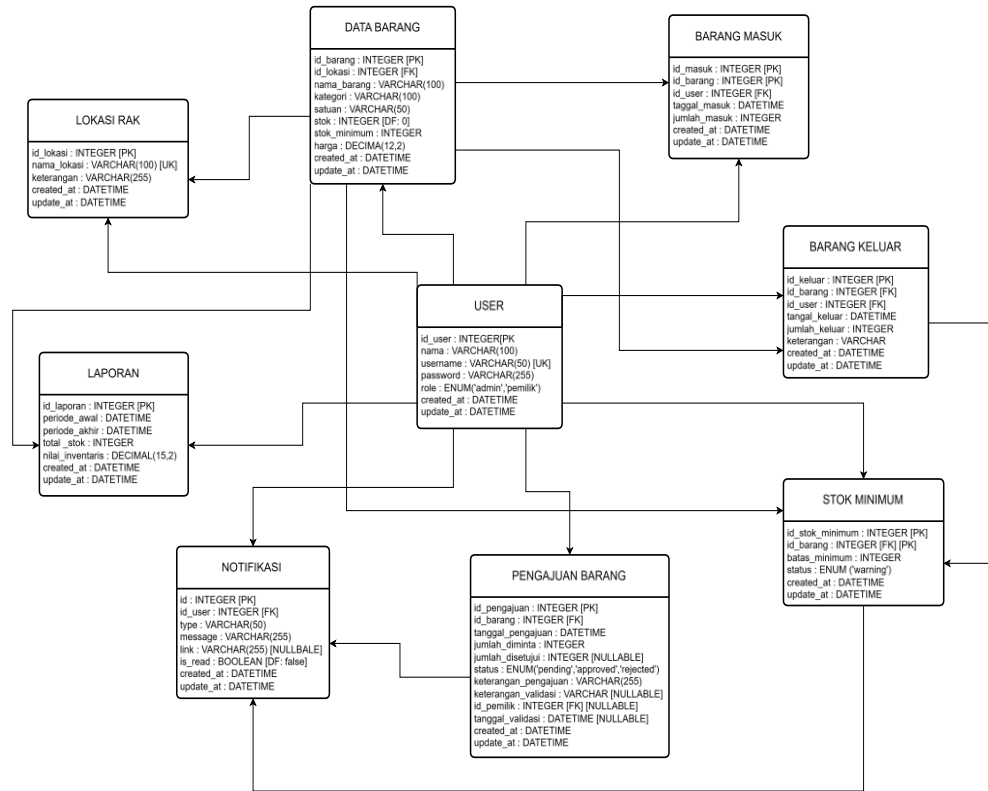 DATA BARANG
id_barang : INTEGER [PK]
id_lokasi : INTEGER [FK]
nama_barang : VARCHAR(100)
kategori : VARCHAR(100)
satuan : VARCHAR(50)
stok : INTEGER [DF: 0]
stok_minimum : INTEGER
harga : DECIMA(12,2)
created_at : DATETIME
update_at : DATETIME
BARANG MASUK
id_masuk : INTEGER [PK]
id_barang : INTEGER [PK]
id_user : INTEGER [FK]
taggal_masuk : DATETIME
jumlah_masuk : INTEGER
created_at : DATETIME
update_at : DATETIME
LOKASI RAK
id_lokasi : INTEGER [PK]
nama_lokasi : VARCHAR(100) [UK]
keterangan : VARCHAR(255)
created_at : DATETIME
update_at : DATETIME
BARANG KELUAR
id_keluar : INTEGER [PK]
id_barang : INTEGER [FK]
id_user : INTEGER [FK]
tangal_keluar : DATETIME
jumlah_keluar : INTEGER
keterangan : VARCHAR
created_at : DATETIME
update_at : DATETIME
USER
id_user : INTEGER[PK
nama : VARCHAR(100)
username : VARCHAR(50) [UK]
password : VARCHAR(255)
role : ENUM('admin','pemilik')
created_at : DATETIME
update_at : DATETIME
LAPORAN
id_laporan : INTEGER [PK]
periode_awal : DATETIME
periode_akhir : DATETIME
total _stok : INTEGER
nilai_inventaris : DECIMAL(15,2)
created_at : DATETIME
update_at : DATETIME
STOK MINIMUM
id_stok_minimum : INTEGER [PK]
id_barang : INTEGER [FK] [PK]
batas_minimum : INTEGER
status : ENUM ('warning')
created_at : DATETIME
update_at : DATETIME
NOTIFIKASI
id : INTEGER [PK]
id_user : INTEGER [FK]
type : VARCHAR(50)
message : VARCHAR(255)
link : VARCHAR(255) [NULLBALE]
is_read : BOOLEAN [DF: false]
created_at : DATETIME
update_at : DATETIME
PENGAJUAN BARANG
id_pengajuan : INTEGER [PK]
id_barang : INTEGER [FK]
tanggal_pengajuan : DATETIME
jumlah_diminta : INTEGER
jumlah_disetujui : INTEGER [NULLABLE]
status : ENUM('pending','approved','rejected')
keterangan_pengajuan : VARCHAR(255)
keterangan_validasi : VARCHAR [NULLABLE]
id_pemilik : INTEGER [FK] [NULLABLE]
tanggal_validasi : DATETIME [NULLABLE]
created_at : DATETIME
update_at : DATETIME